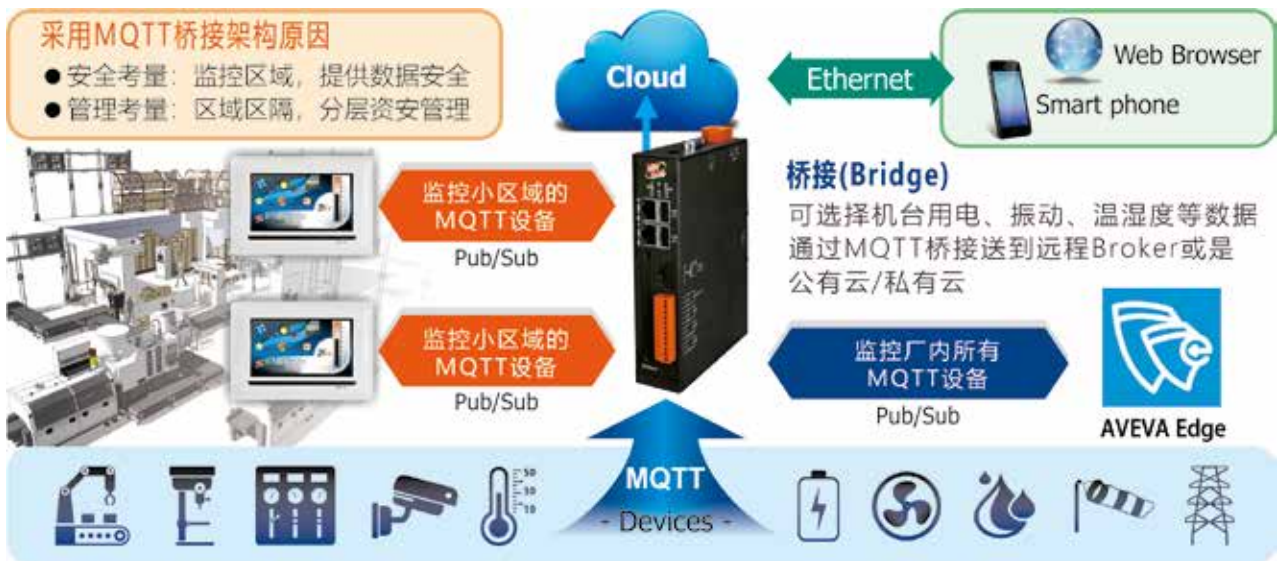 采用MQTT桥接架构原因
● 安全考量：监控区域，提供数据安全
● 管理考量：区域区隔，分层资安管理
Cloud
Ethernet
Web Browser
Smart phone
监控小区域的
MQTT设备
Pub/Sub
桥接(Bridge)
可选择机台用电、振动、温湿度等数据
通过MQTT桥接送到远程Broker或是
公有云/私有云
监控小区域的
MQTT设备
Pub/Sub
监控厂内所有
MQTT设备
Pub/Sub
AVEVA Edge
MQTT
- Devices -
50
30
10